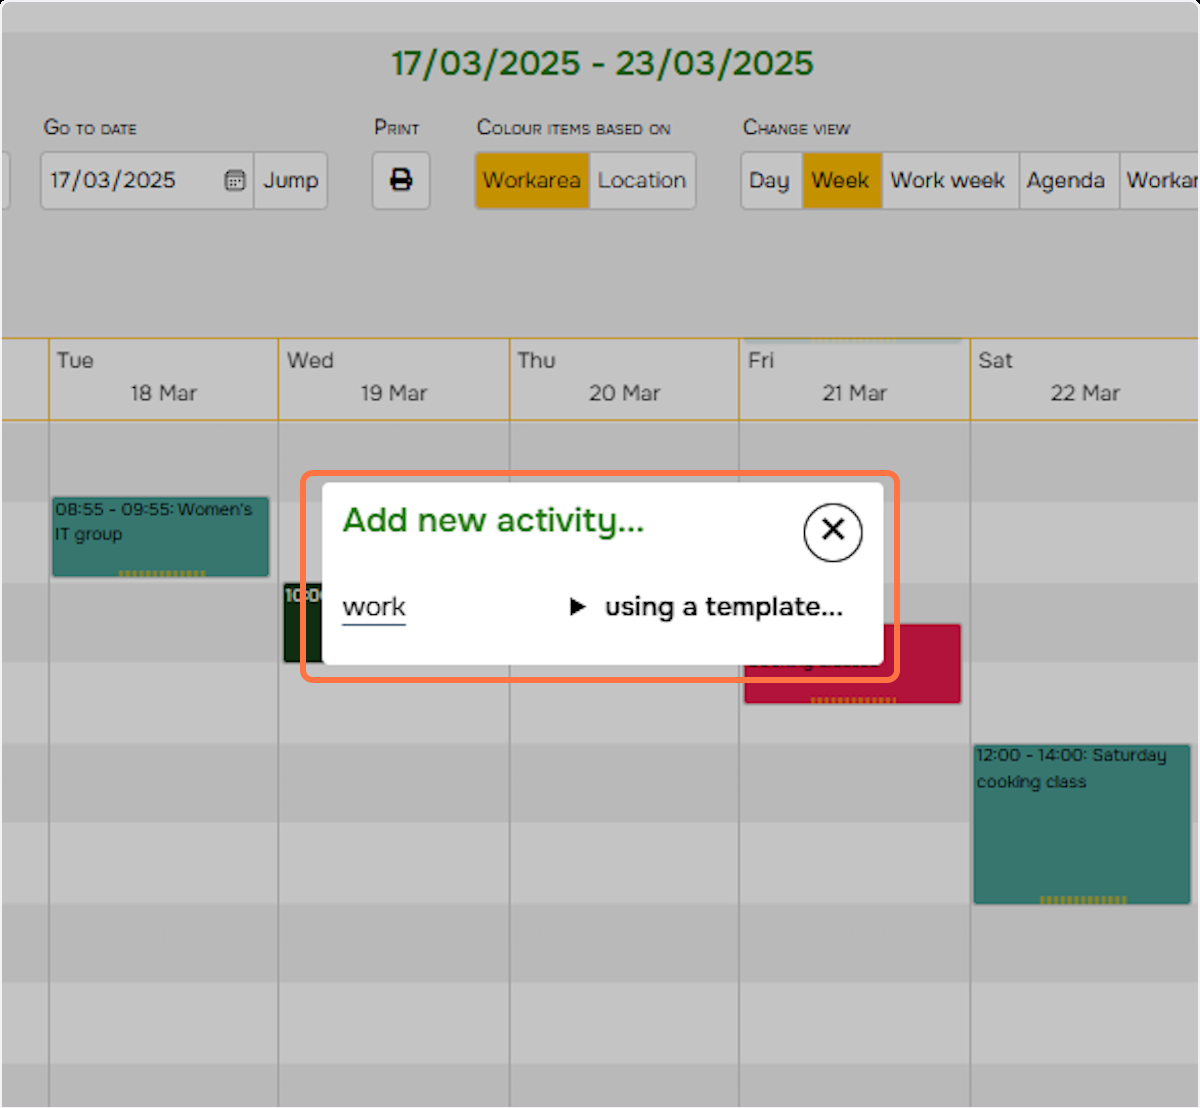 17/03/2025 - 23/03/2025
Go to date
Print
Colour items based on
Change view
17/03/2025
Jump
Workarea
Location
Day
Week
Work week
Agenda
Workar
Tue
18 Mar
Wed
19 Mar
Thu
20 Mar
Fri
21 Mar
Sat
22 Mar
08:55 - 09:55: Women's
IT group
Add new activity...
work
using a template...
12:00 - 14:00: Saturday
cooking class